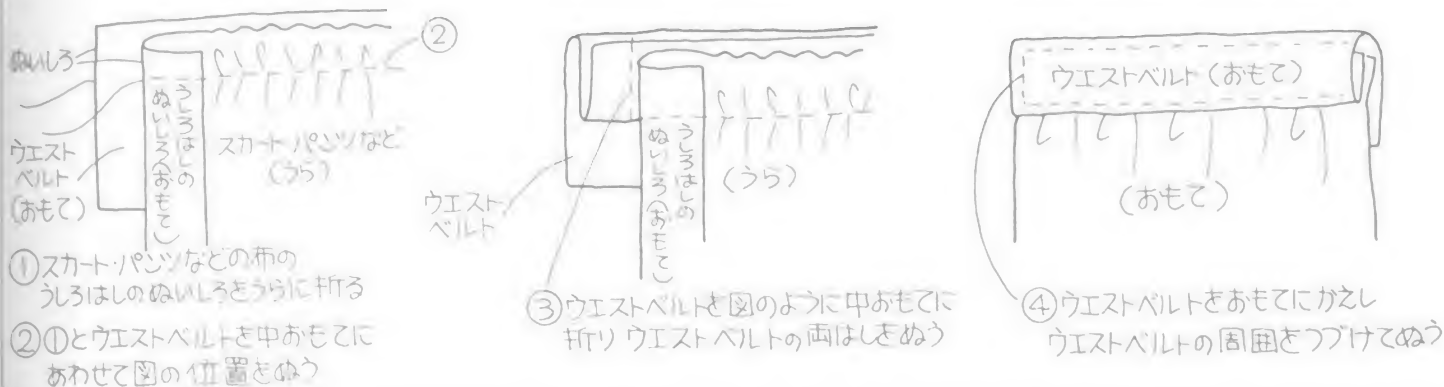 ぬいしろ
②
ウエスト
ベルト
(おもて)
うしろはしの
ぬいしろ(おもて)
スカート・パンツなど
(うら)
①スカート・パンツなどの布の
うしろはしのぬいしろをうらに折る
②①とウエストベルトを中おもてに
あわせて図の位置をぬう
ウエスト
ベルト
うしろはしの
ぬいしろ(おもて)
(うら)
③ウエストベルトを図のように中おもてに
折りウエストベルトの両はしをぬう
ウエストベルト(おもて)
(おもて)
④ウエストベルトをおもてにかえし
ウエストベルトの周囲をつづけてぬう